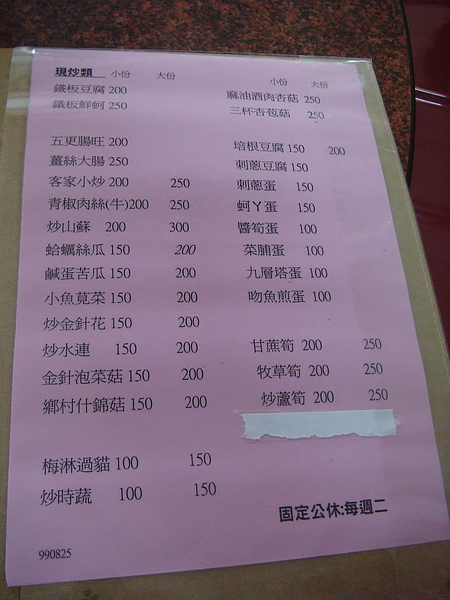 現炒類 小份 大份
鐵板豆腐 200
鐵板鮮蚵 250
五更腸旺 200
薑絲大腸 250
客家小炒 200 250
青椒肉絲(牛)200 250
炒山蘇 200 300
蛤蠣絲瓜 150 200
鹹蛋苦瓜 150 200
小魚莧菜 150 200
炒金針花 150 200
炒水連 150 200
金針泡菜菇 150 200
鄉村什錦菇 150 200
梅淋過貓 100 150
炒時蔬 100 150
小份 大份
麻油酒肉杏菇 250
三杯杏苞菇 250
培根豆腐 150 200
刺蔥豆腐 150
刺蔥蛋 150
蚵丫蛋 150
醬筍蛋 100
菜脯蛋 100
九層塔蛋 100
吻魚煎蛋 100
甘蔗筍 200 250
牧草筍 200 250
炒蘆筍 200 250
固定公休:每週二
990825